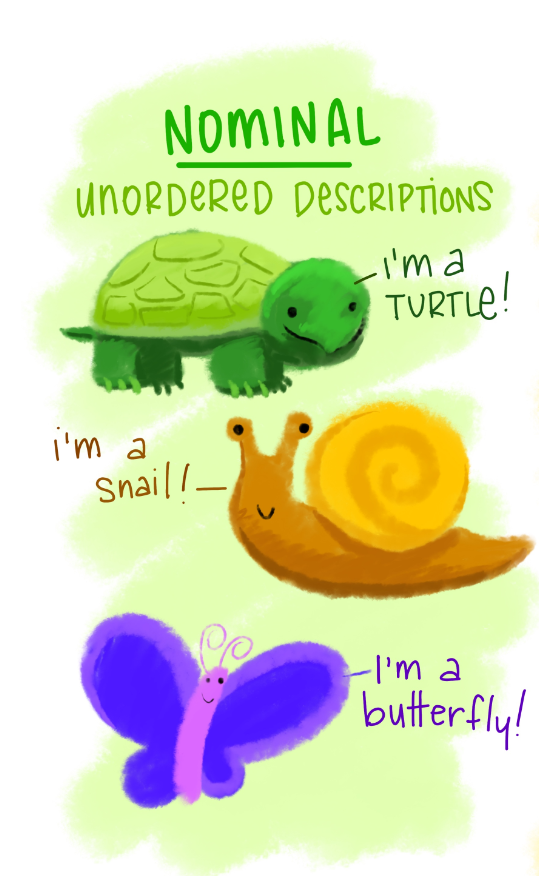 NOMINAL
UNORDERED DESCRIPTIONS
i'm a
TURTLe!
i'm a
snail!
I'm a
butterfly!